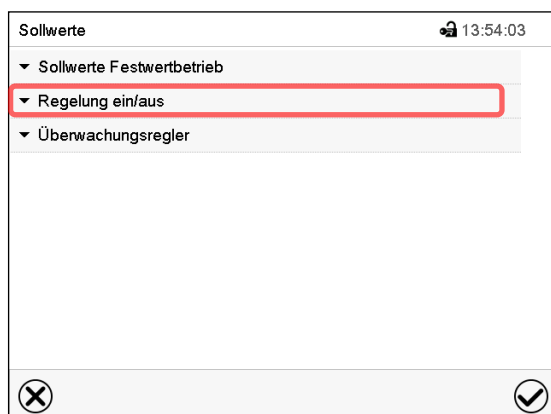 Sollwerte 13:54:03
Sollwerte Festwertbetrieb
Regelung ein/aus
Überwachungsregler